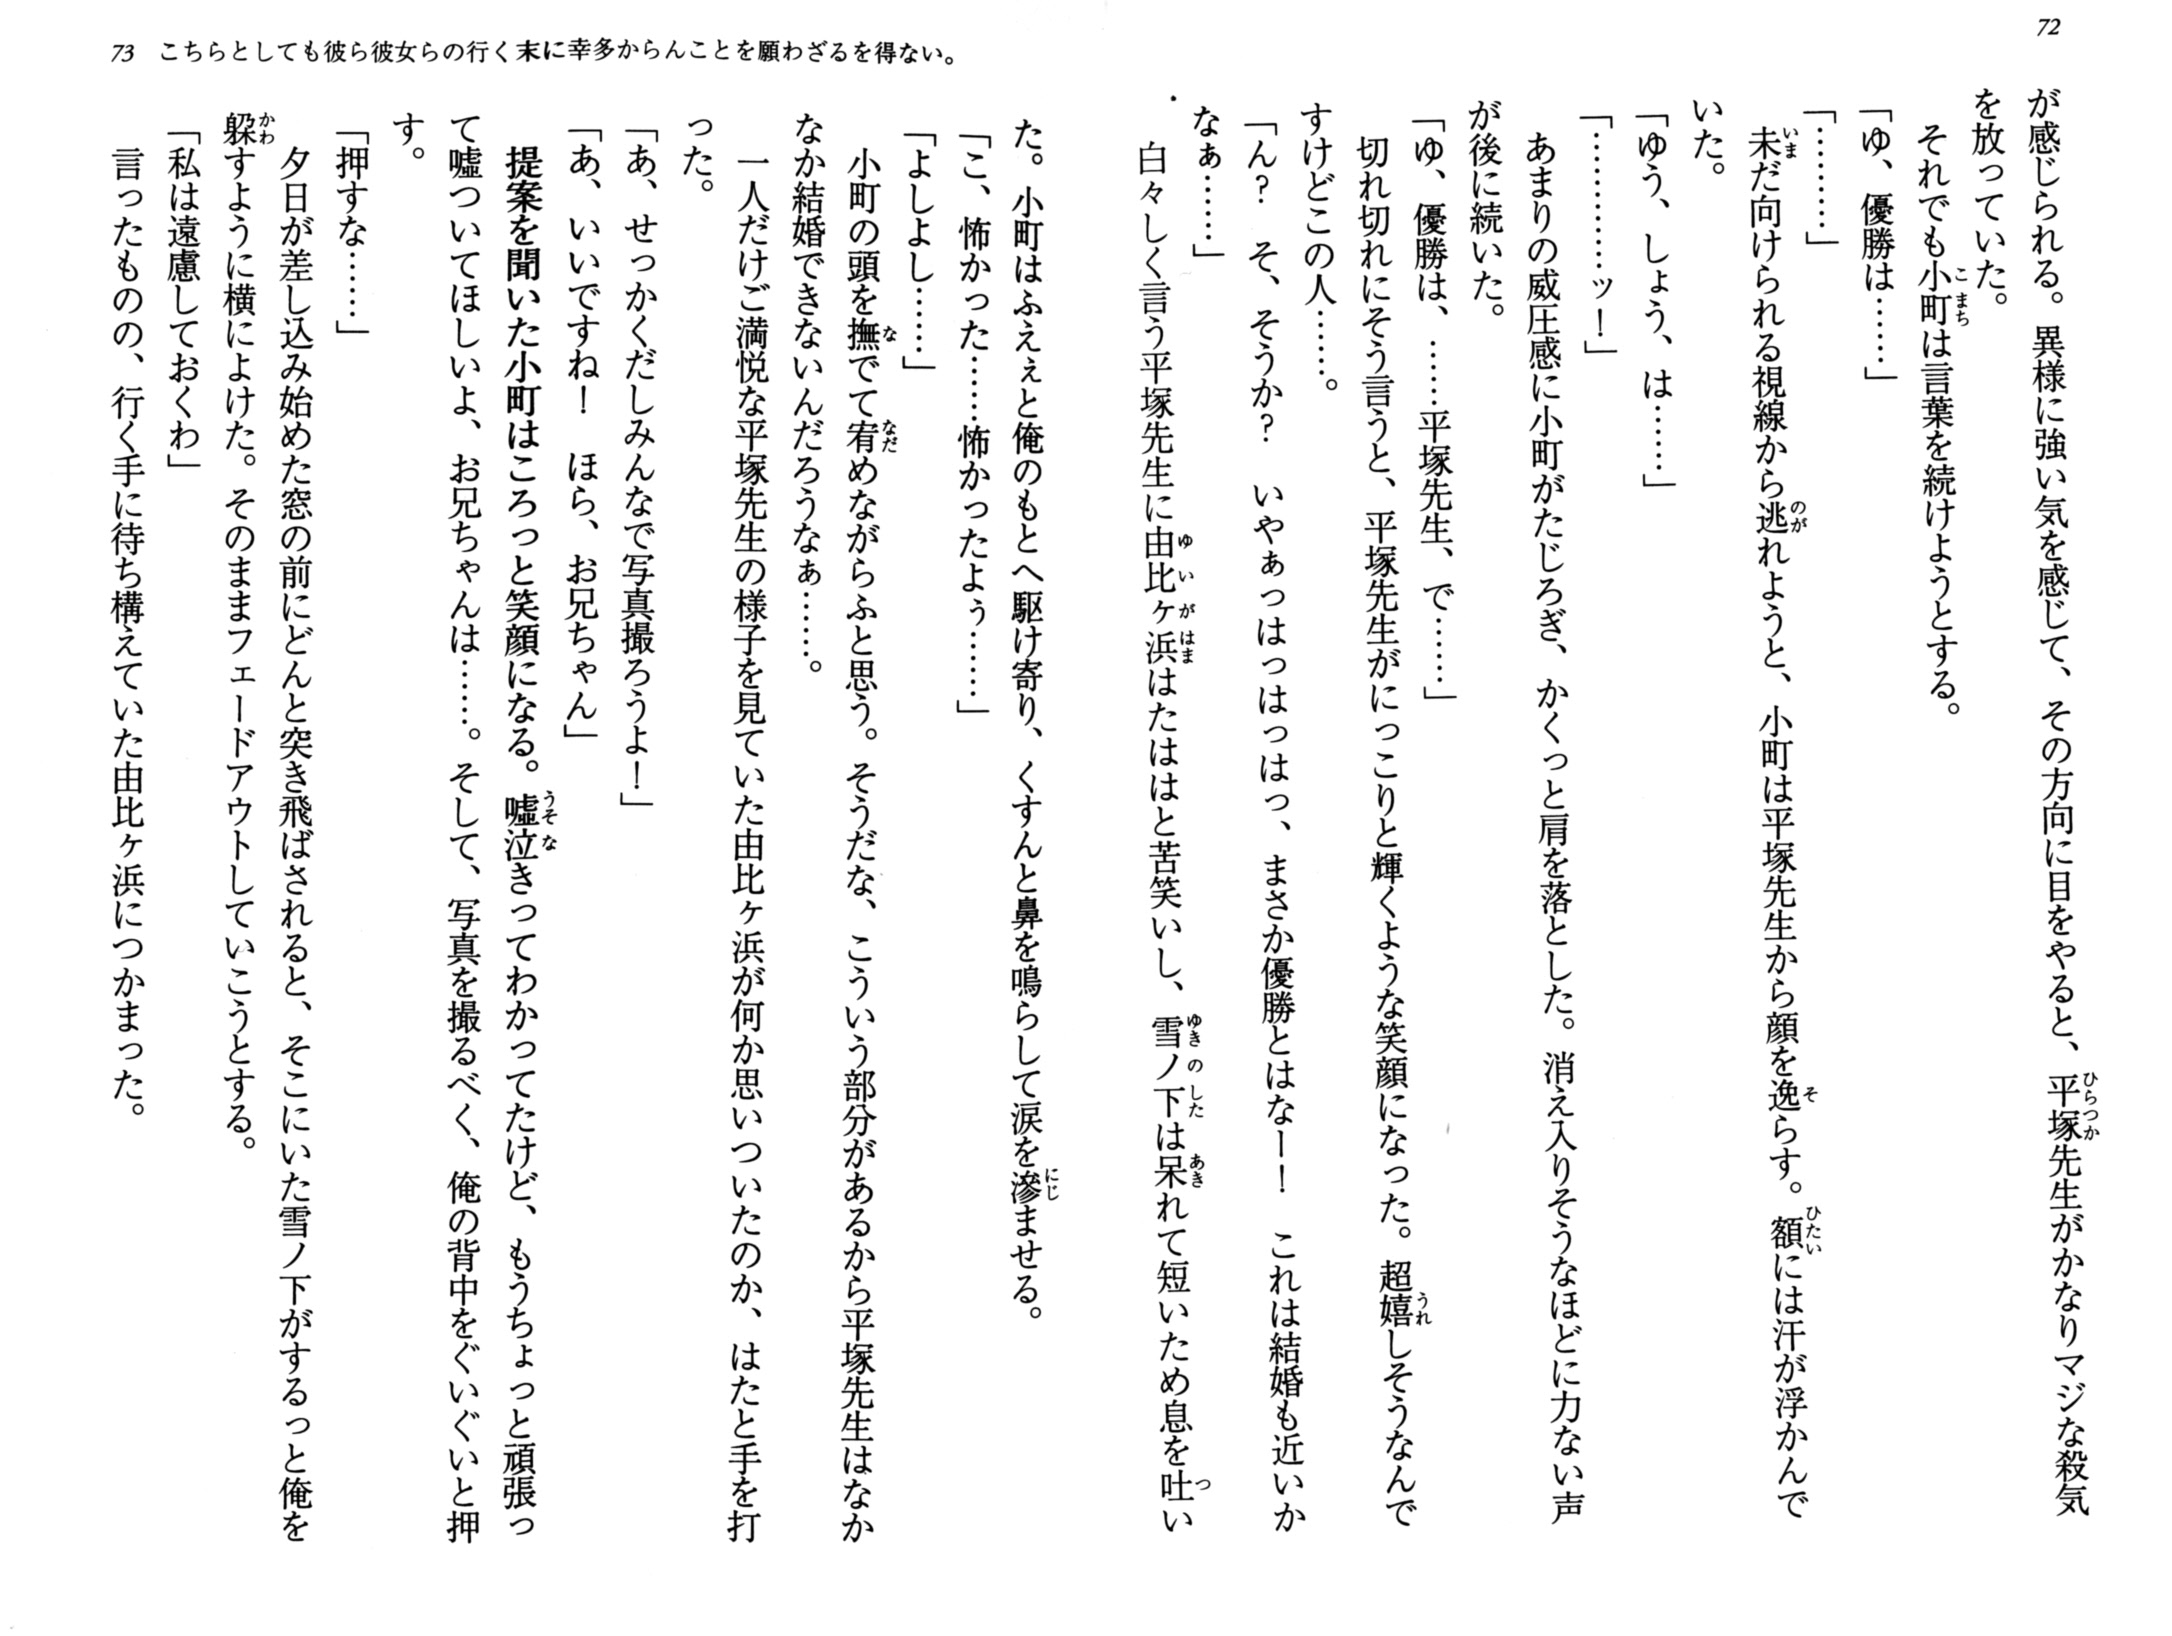 72
が感じられる。異様に強い気を感じて、その方向に目をやると、平塚先生がかなりマジな殺気
を放っていた。
それでも小町は言葉を続けようとする。
「ゆ、優勝は……」
「………」
未だ向けられる視線から逃れようと、小町は平塚先生から顔を逸らす。額には汗が浮かんで
いた。
「ゆう、しょう、は……」
「…………ッ！」
あまりの威圧感に小町がたじろぎ、かくっと肩を落とした。消え入りそうなほどに力ない声
が後に続いた。
「ゆ、優勝は、……平塚先生、で……」
切れ切れにそう言うと、平塚先生がにっこりと輝くような笑顔になった。超嬉しそうなんで
すけどこの人……。
「ん？　そ、そうか？　いやぁっはっはっはっ、まさか優勝とはなー！　これは結婚も近いか
なぁ……」
白々しく言う平塚先生に由比ヶ浜はたははと苦笑いし、雪ノ下は呆れて短いため息を吐い
73 こちらとしても彼ら彼女らの行く末に幸多からんことを願わざるを得ない。
た。小町はふえぇと俺のもとへ駆け寄り、くすんと鼻を鳴らして涙を滲ませる。
「こ、怖かった……怖かったよぅ……」
「よしよし……」
小町の頭を撫でて宥めながらふと思う。そうだな、こういう部分があるから平塚先生はなか
なか結婚できないんだろうなぁ……。
一人だけご満悦な平塚先生の様子を見ていた由比ヶ浜が何か思いついたのか、はたと手を打
った。
「あ、せっかくだしみんなで写真撮ろうよ！」
「あ、いいですね！　ほら、お兄ちゃん」
提案を聞いた小町はころっと笑顔になる。嘘泣きってわかってたけど、もうちょっと頑張っ
て嘘ついてほしいよ、お兄ちゃんは……。そして、写真を撮るべく、俺の背中をぐいぐいと押
す。
「押すな……」
夕日が差し込み始めた窓の前にどんと突き飛ばされると、そこにいた雪ノ下がするっと俺を
躱すように横によけた。そのままフェードアウトしていこうとする。
「私は遠慮しておくわ」
言ったものの、行く手に待ち構えていた由比ヶ浜につかまった。